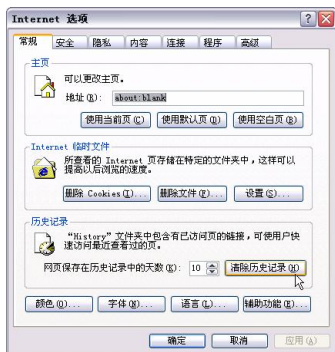 Internet 选项
常规 安全 隐私 内容 连接 程序 高级
主页
可以更改主页。
地址(R): about:blank
使用当前页(C) 使用默认页(D) 使用空白页(B)
Internet 临时文件
所查看的 Internet 页存储在特定的文件夹中，这样可以
提高以后浏览的速度。
删除 Cookies(I)... 删除文件(F)... 设置(S)...
历史记录
“History”文件夹中包含有已访问页的链接，可使用户快
速访问最近查看过的页。
网页保存在历史记录中的天数(K): 10 清除历史记录(H)
颜色(O)... 字体(N)... 语言(L)... 辅助功能(E)...
确定 取消 应用(A)